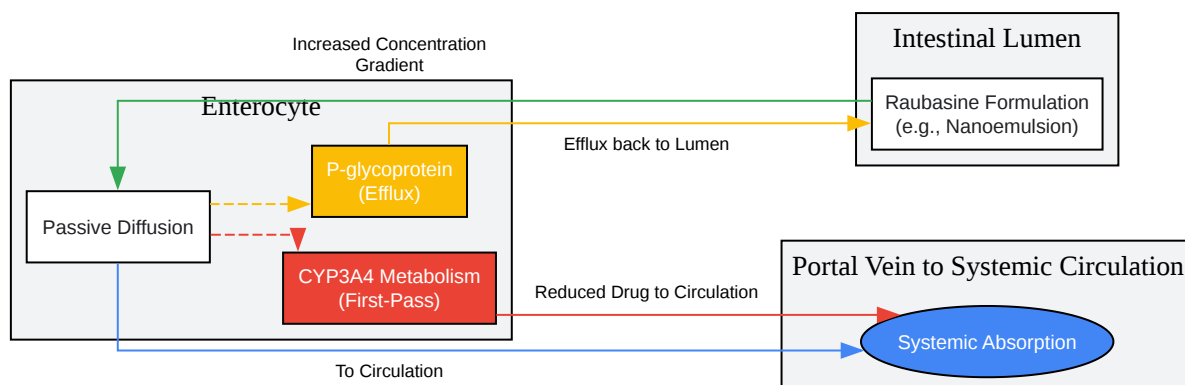 Increased Concentration
Gradient
Intestinal Lumen
Raubasine Formulation
(e.g., Nanoemulsion)
Enterocyte
Efflux back to Lumen
P-glycoprotein
(Efflux)
Passive Diffusion
CYP3A4 Metabolism
(First-Pass)
Reduced Drug to Circulation
Portal Vein to Systemic Circulation
Systemic Absorption
To Circulation